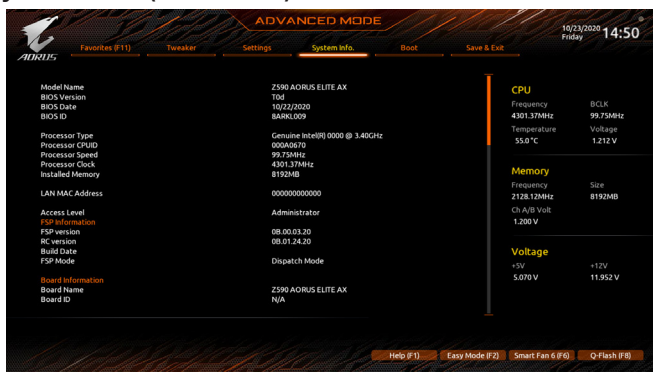 ADVANCED MODE
10/23/2020 14:50
Friday
AORUS
Favorites (F11) Tweaker Settings System Info. Boot Save & Exit
Model Name Z590 AORUS ELITE AX
BIOS Version T0d
BIOS Date 10/22/2020
BIOS ID 8ARKL009
Processor Type Genuine Intel(R) 0000 @ 3.40GHz
Processor CPUID 000A0670
Processor Speed 99.75MHz
Processor Clock 4301.37MHz
Installed Memory 8192MB
LAN MAC Address 000000000000
Access Level Administrator
FSP Information
FSP version 0B.00.03.20
RC version 0B.01.24.20
Build Date
FSP Mode Dispatch Mode
Board Information
Board Name Z590 AORUS ELITE AX
Board ID N/A
CPU
Frequency BCLK
4301.37MHz 99.75MHz
Temperature Voltage
55.0 °C 1.212 V
Memory
Frequency Size
2128.12MHz 8192MB
Ch A/B Volt
1.200 V
Voltage
+5V +12V
5.070 V 11.952 V
Help (F1) Easy Mode (F2) Smart Fan 6 (F6) Q-Flash (F8)